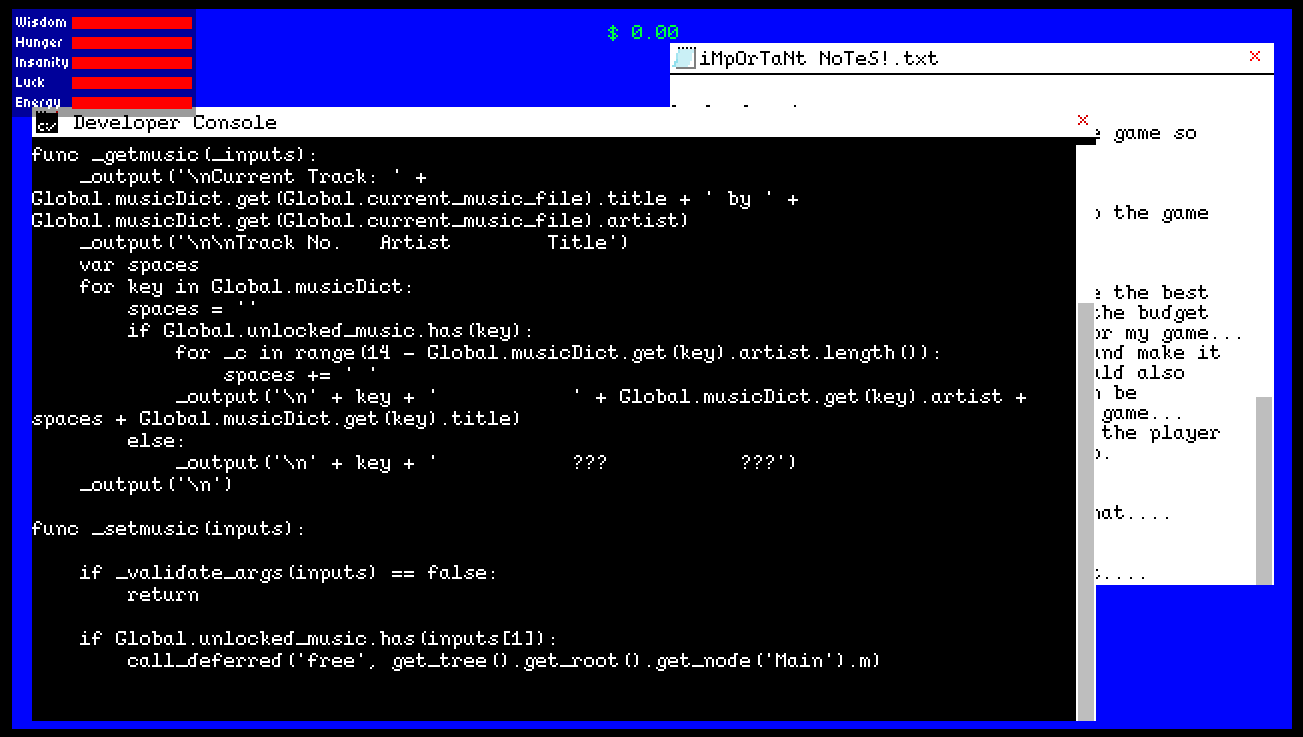 Wisdom
Hunger
Insanity
Luck
Energy
$ 0.00
iMpOrTaNt NoTeS!.txt
game so
the game
the best
the budget
my game...
and make it
also
be
game...
the player
Developer Console
func _getmusic(_inputs):
    _output('\nCurrent Track: ' +
Global.musicDict.get(Global.current_music_file).title + ' by ' +
Global.musicDict.get(Global.current_music_file).artist)
    _output('\n\nTrack No.   Artist        Title')
    var spaces
    for key in Global.musicDict:
        spaces = ''
        if Global.unlocked_music.has(key):
            for _c in range(14 - Global.musicDict.get(key).artist.length()):
                spaces += ' '
            _output('\n' + key + '           ' + Global.musicDict.get(key).artist +
spaces + Global.musicDict.get(key).title)
        else:
            _output('\n' + key + '           ???           ???')
    _output('\n')
func _setmusic(inputs):
    if _validate_args(inputs) == false:
        return
    if Global.unlocked_music.has(inputs[1]):
        call_deferred('free', get_tree().get_root().get_node('Main').m)